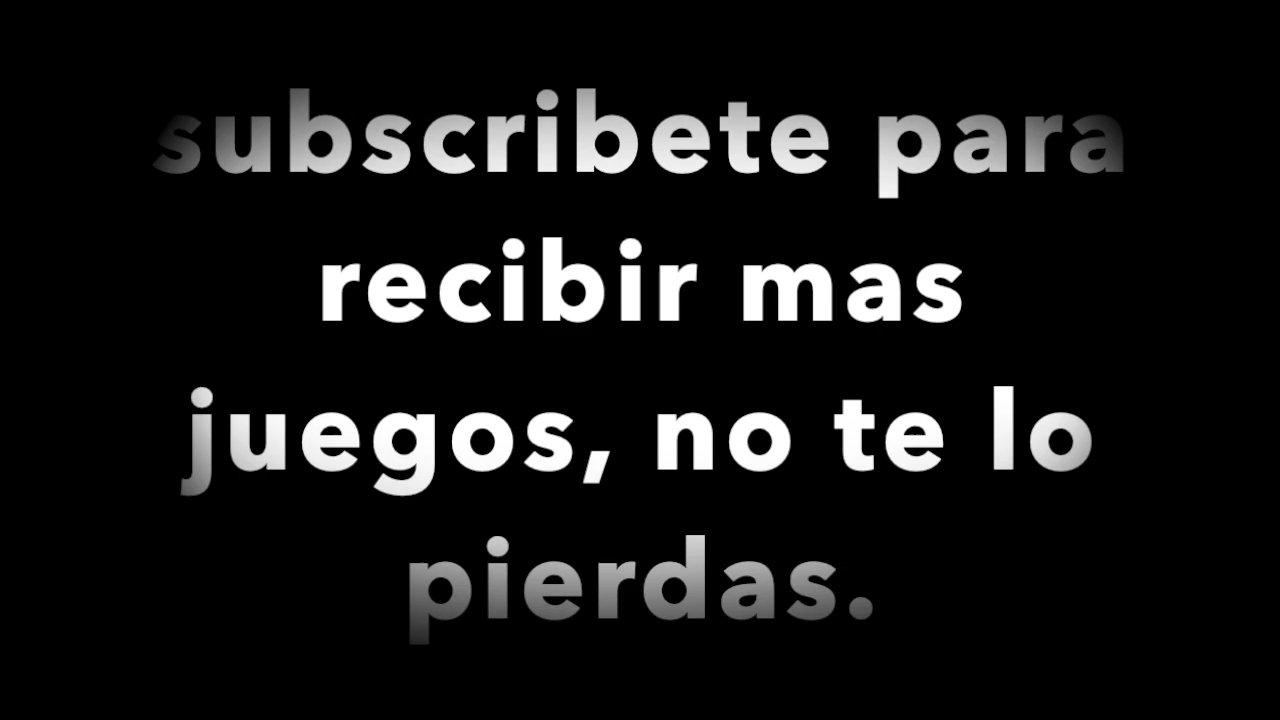 subscribete para
recibir mas
juegos, no te lo
pierdas.